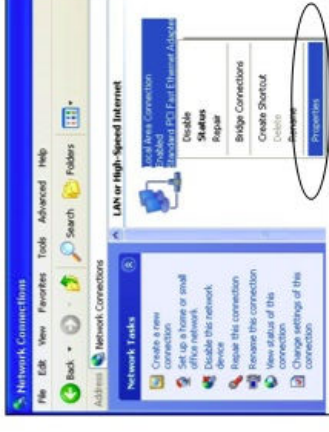 Network Connections
File Edit View Favorites Tools Advanced Help
Back Search Folders
Address Network Connections
Network Tasks
Create a new
connection
Set up a home or small
office network
Disable this network
device
Repair this connection
Rename this connection
View status of this
connection
Change settings of this
connection
LAN or High-Speed Internet
Local Area Connection
Enabled
Standard PCI Fast Ethernet Adapter
Disable
Status
Repair
Bridge Connections
Create Shortcut
Delete
Rename
Properties